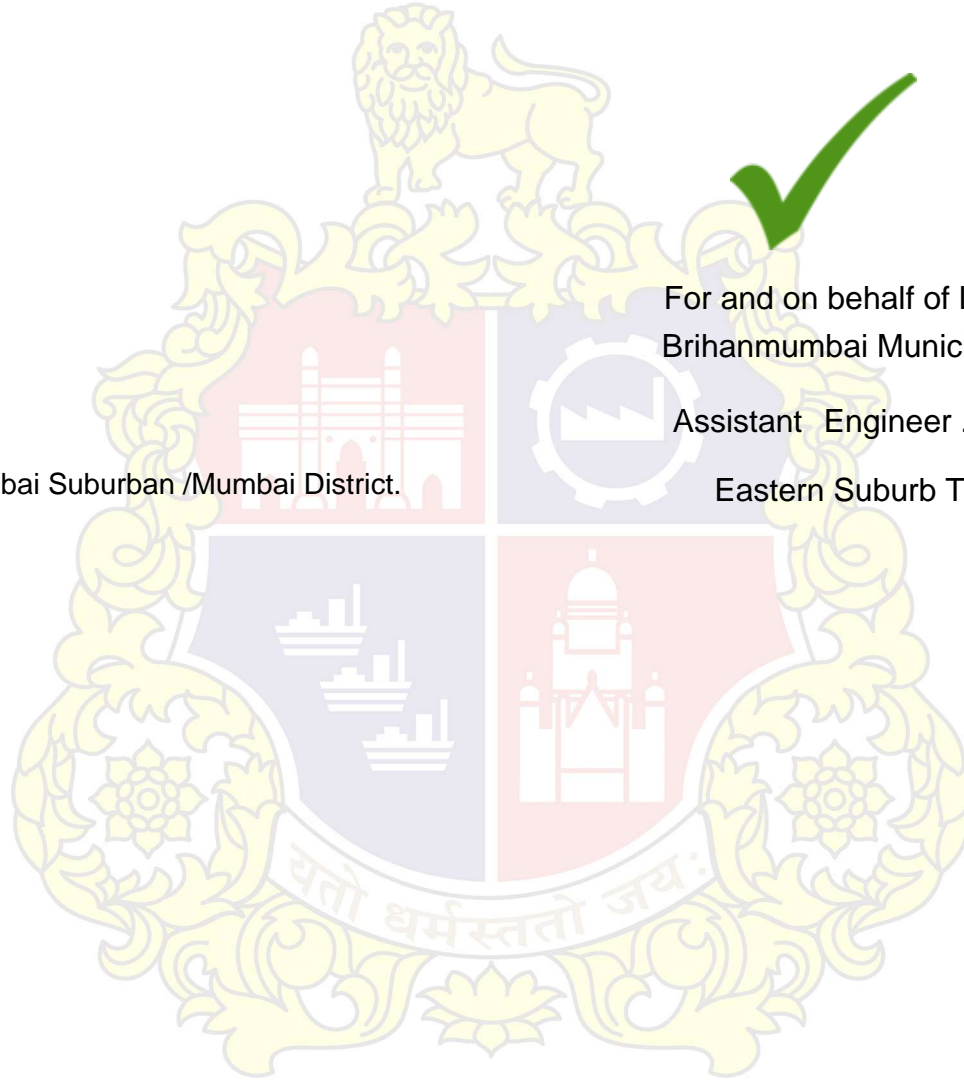 For and on behalf of
Brihanmumbai Munic
Assistant Engineer
bai Suburban /Mumbai District.
Eastern Suburb T
यतो धर्मस्ततो जय: